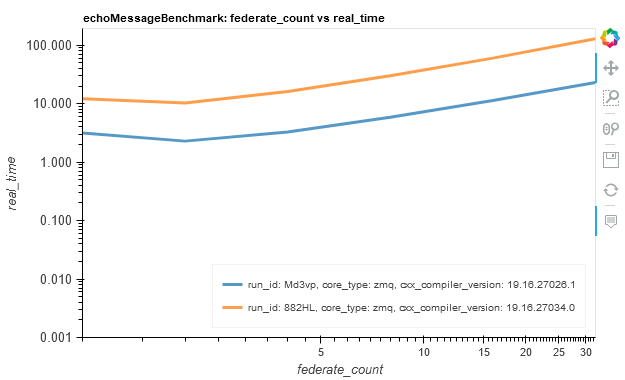 echoMessageBenchmark: federate_count vs real_time
100.000
10.000
1.000
0.100
0.010
0.001
real_time
run_id: Md3vp, core_type: zmq, cxx_compiler_version: 19.16.27026.1
run_id: 882HL, core_type: zmq, cxx_compiler_version: 19.16.27034.0
5 10 15 20 25 30
federate_count